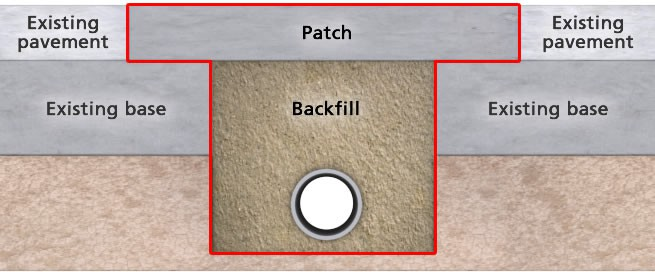 Existing
pavement
Patch
Existing
pavement
Existing base
Backfill
Existing base